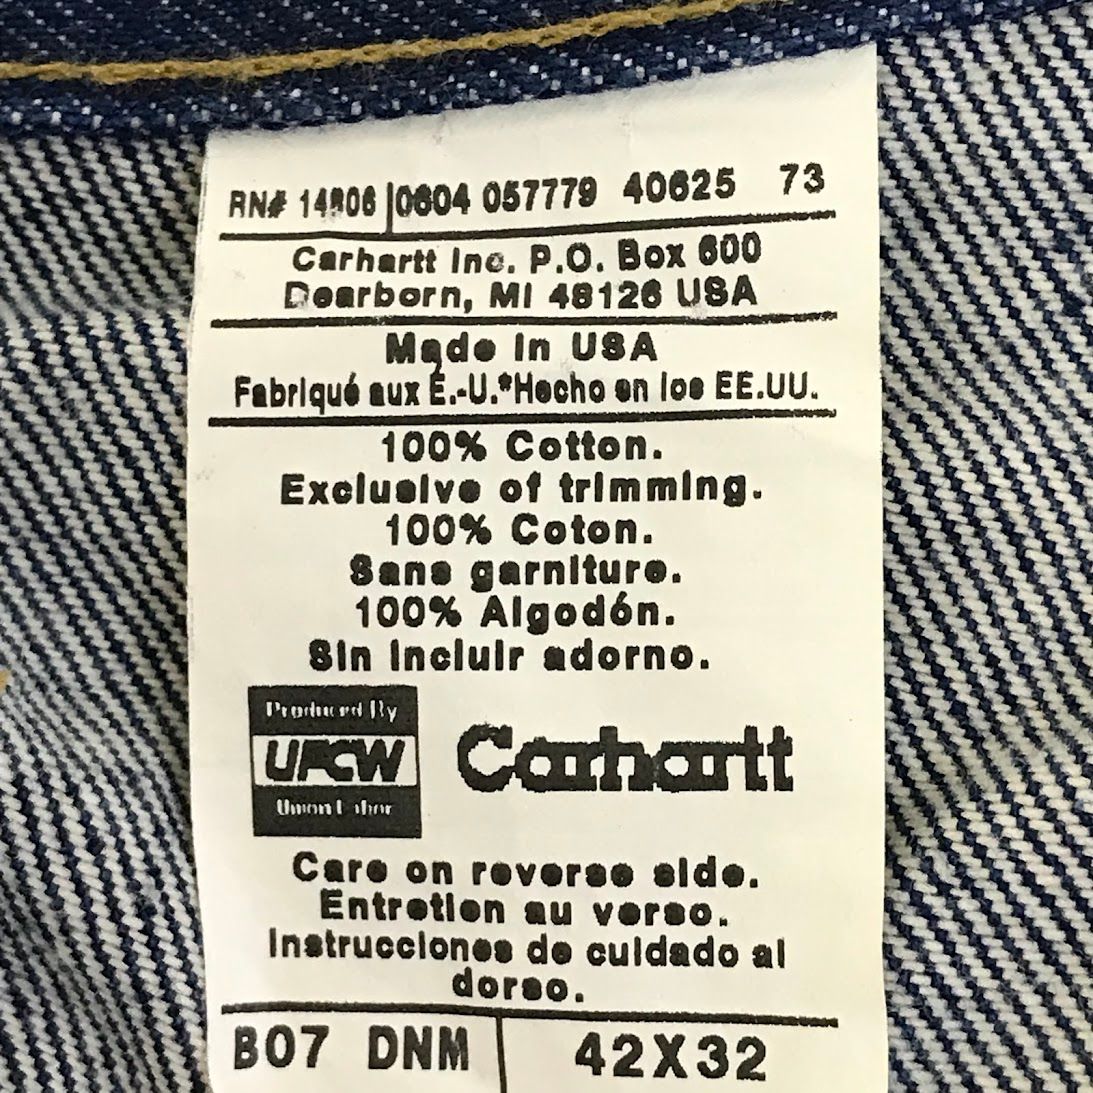 RN# 14806 0604 057779 40625 73
Carhartt Inc. P.O. Box 600
Dearborn, MI 48126 USA
Made in USA
Fabriqué aux É.-U.*Hecho en los EE.UU.
100% Cotton.
Exclusive of trimming.
100% Coton.
Sans garniture.
100% Algodón.
Sin incluir adorno.
Produced By
UFCW
Union Labor
Carhartt
Care on reverse side.
Entretien au verso.
Instrucciones de cuidado al
dorso.
B07 DNM 42X32